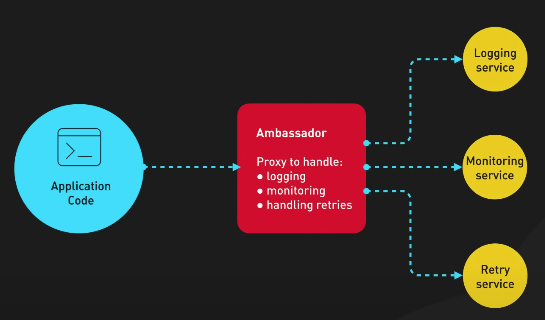 Application
Code
Ambassador
Proxy to handle:
● logging
● monitoring
● handling retries
Logging
service
Monitoring
service
Retry
service